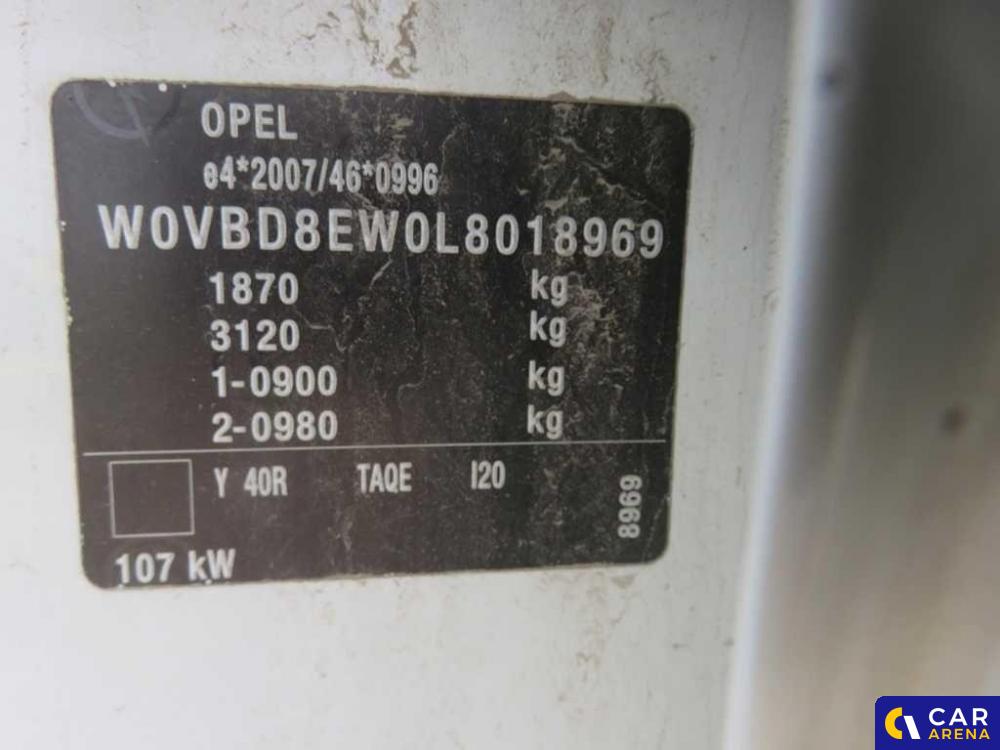 OPEL
e4*2007/46*0996
W0VBD8EW0L8018969
1870 kg
3120 kg
1-0900 kg
2-0980 kg
Y 40R TAQE I20
8969
107 kW
CAR
ARENA